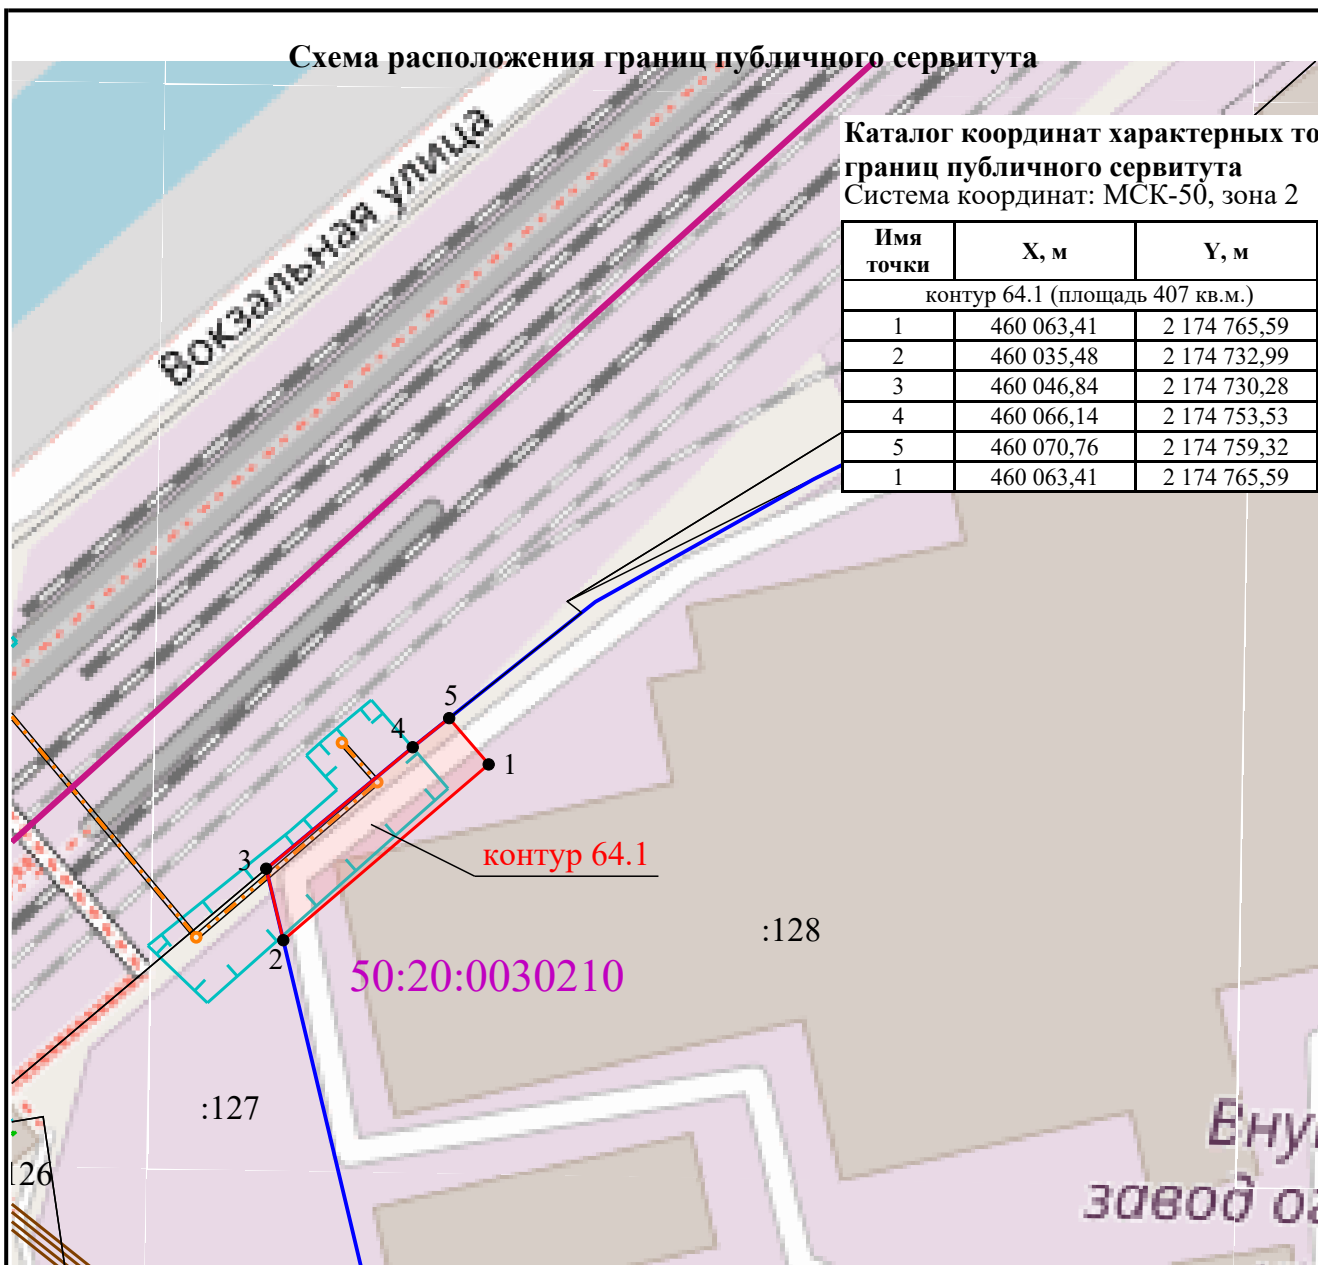 Схема расположения границ публичного сервитута
Вокзальная улица
Каталог координат характерных
границ публичного сервитута
Система координат: МСК-50, зона 2
Имя точки X, м Y, м
контур 64.1 (площадь 407 кв.м.)
1 460 063,41 2 174 765,59
2 460 035,48 2 174 732,99
3 460 046,84 2 174 730,28
4 460 066,14 2 174 753,53
5 460 070,76 2 174 759,32
1 460 063,41 2 174 765,59
5
4
1
3
контур 64.1
2
:128
50:20:0030210
:127
126
завод